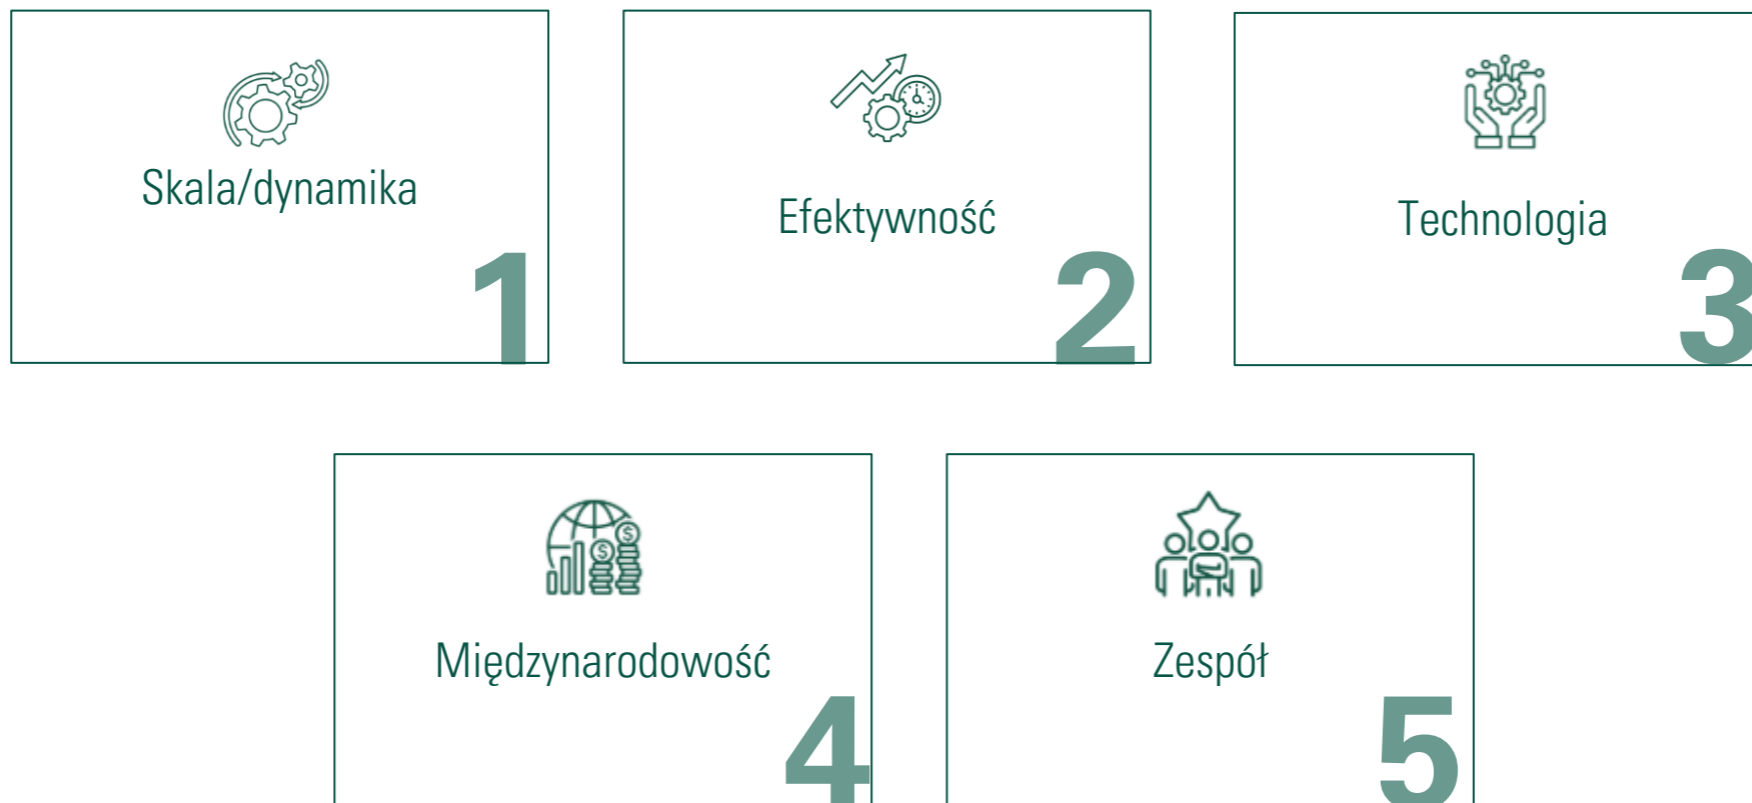 Skala/dynamika
1
Efektywność
2
Technologia
3
Międzynarodowość
4
Zespół
5